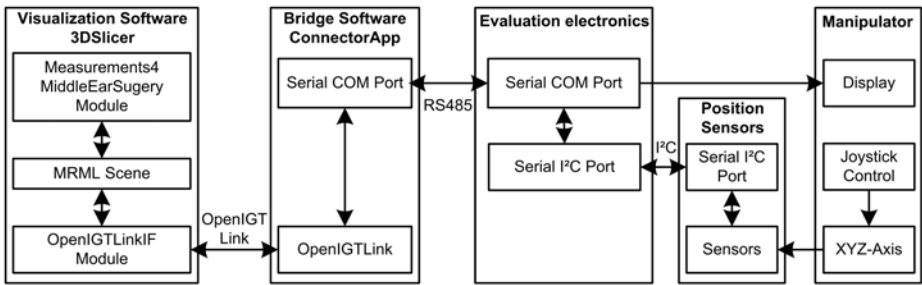 Visualization Software
3DSlicer
Measurements4
MiddleEarSugery
Module
MRML Scene
OpenIGTLinkIF
Module
OpenIGT
Link
Bridge Software
ConnectorApp
Serial COM Port
OpenIGTLink
RS485
Evaluation electronics
Serial COM Port
Serial I²C Port
I²C
Position
Sensors
Serial I²C
Port
Sensors
Manipulator
Display
Joystick
Control
XYZ-Axis